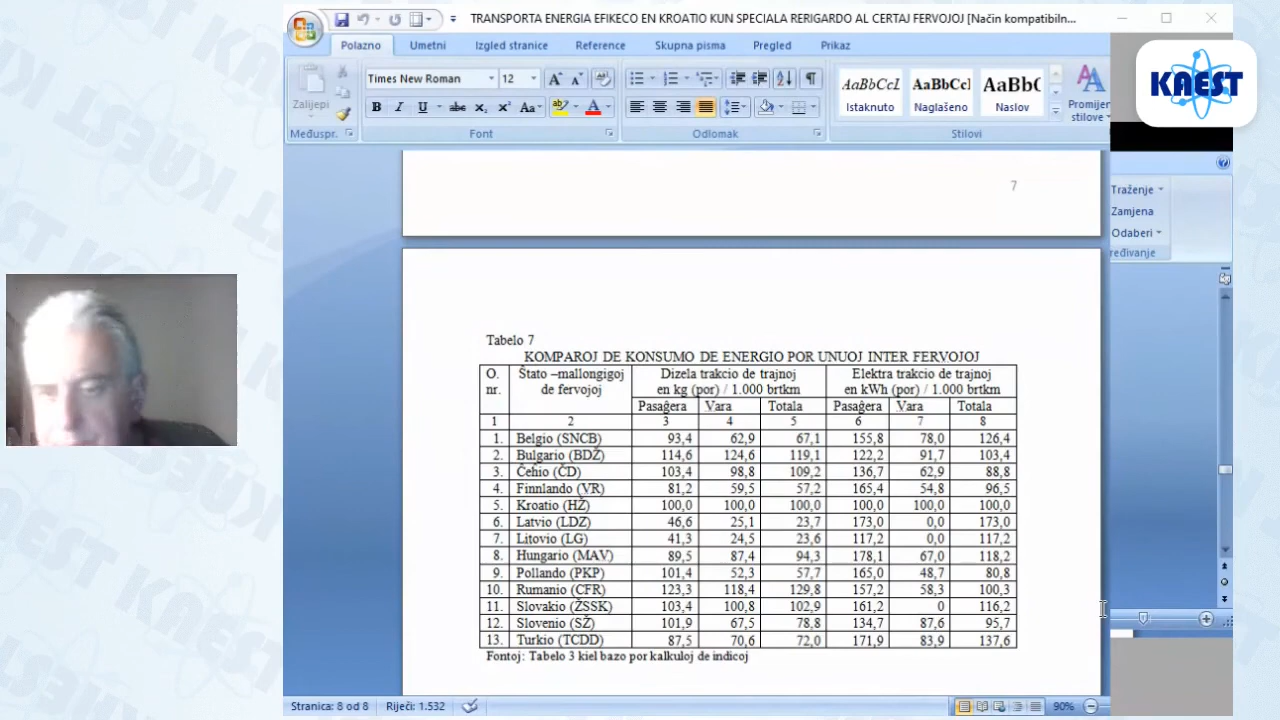 TRANSPORTA ENERGIA EFIKECO EN KROATIO KUN SPECIALA RERIGARDO AL CERTAJ FERVOJOJ [Način kompatibiln...
Polazno Umetni Izgled stranice Reference Skupna pisma Pregled Prikaz
KAEST
Times New Roman 12
Zalijepi
AaBbCcL AaBbCcI AaBbC
Istaknuto Naglašeno Naslov
Promijeni stilove
Međuspr. Font Odlomak Stilovi
Traženje
Zamjena
Odaberi
ređivanje
7
Tabelo 7
KOMPAROJ DE KONSUMO DE ENERGIO POR UNUOJ INTER FERVOJOJ
O. nr. Ŝtato –mallongigoj de fervojoj Dizela trakcio de trajnoj en kg (por) / 1.000 brtkm Elektra trakcio de trajnoj en kWh (por) / 1.000 brtkm
Pasaĝera Vara Totala Pasaĝera Vara Totala
1 2 3 4 5 6 7 8
1. Belgio (SNCB) 93,4 62,9 67,1 155,8 78,0 126,4
2. Bulgario (BDŽ) 114,6 124,6 119,1 122,2 91,7 103,4
3. Ĉeĥio (ČD) 103,4 98,8 109,2 136,7 62,9 88,8
4. Finnlando (VR) 81,2 59,5 57,2 165,4 54,8 96,5
5. Kroatio (HŽ) 100,0 100,0 100,0 100,0 100,0 100,0
6. Latvio (LDZ) 46,6 25,1 23,7 173,0 0,0 173,0
7. Litovio (LG) 41,3 24,5 23,6 117,2 0,0 117,2
8. Hungario (MAV) 89,5 87,4 94,3 178,1 67,0 118,2
9. Pollando (PKP) 101,4 52,3 57,7 165,0 48,7 80,8
10. Rumanio (CFR) 123,3 118,4 129,8 157,2 58,3 100,3
11. Slovakio (ŽSSK) 103,4 100,8 102,9 161,2 0 116,2
12. Slovenio (SŽ) 101,9 67,5 78,8 134,7 87,6 95,7
13. Turkio (TCDD) 87,5 70,6 72,0 171,9 83,9 137,6
Fontoj: Tabelo 3 kiel bazo por kalkuloj de indicoj
Stranica: 8 od 8 Riječi: 1.532 90%